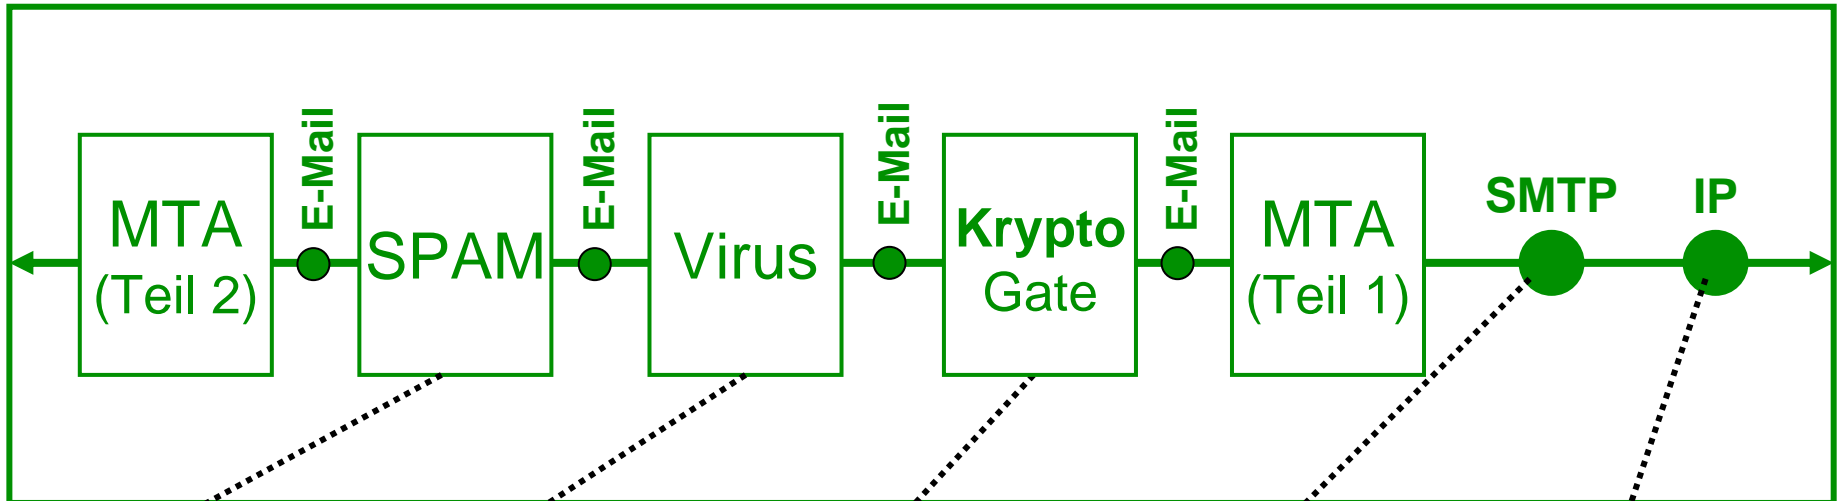 MTA
(Teil 2)
E-Mail
SPAM
E-Mail
Virus
E-Mail
Krypto
Gate
E-Mail
MTA
(Teil 1)
SMTP
IP